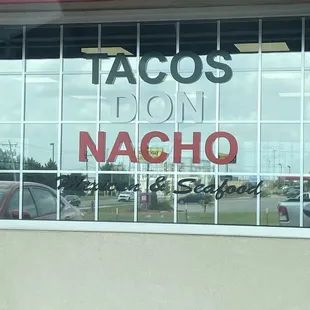 TACOS
DON
NACHO
Mexican & Seafood